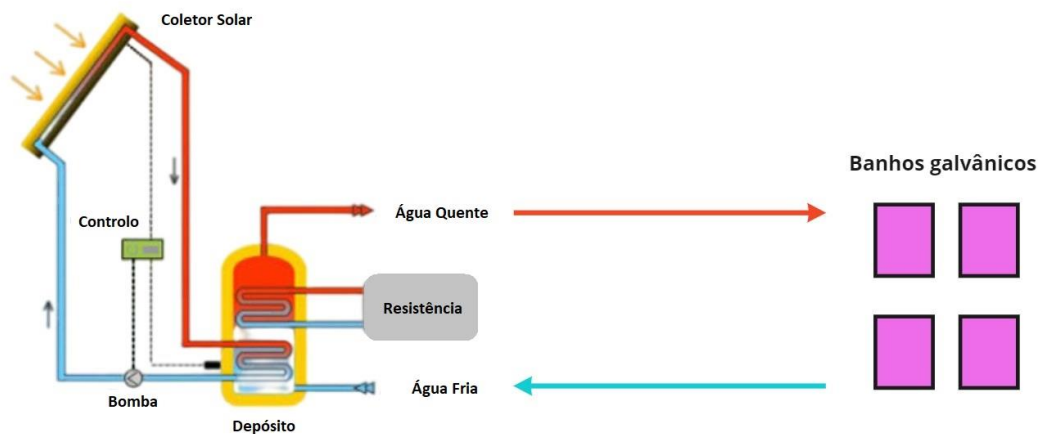 Coletor Solar
Banhos galvânicos
Água Quente
Controlo
Resistência
Água Fria
Bomba
Depósito